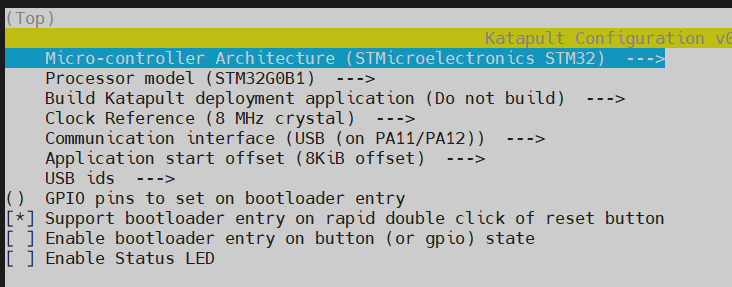 (Top)
Katapult Configuration v0
Micro-controller Architecture (STMicroelectronics STM32)  --->
Processor model (STM32G0B1)  --->
Build Katapult deployment application (Do not build)  --->
Clock Reference (8 MHz crystal)  --->
Communication interface (USB (on PA11/PA12))  --->
Application start offset (8KiB offset)  --->
USB ids  --->
()  GPIO pins to set on bootloader entry
[*] Support bootloader entry on rapid double click of reset button
[ ] Enable bootloader entry on button (or gpio) state
[ ] Enable Status LED